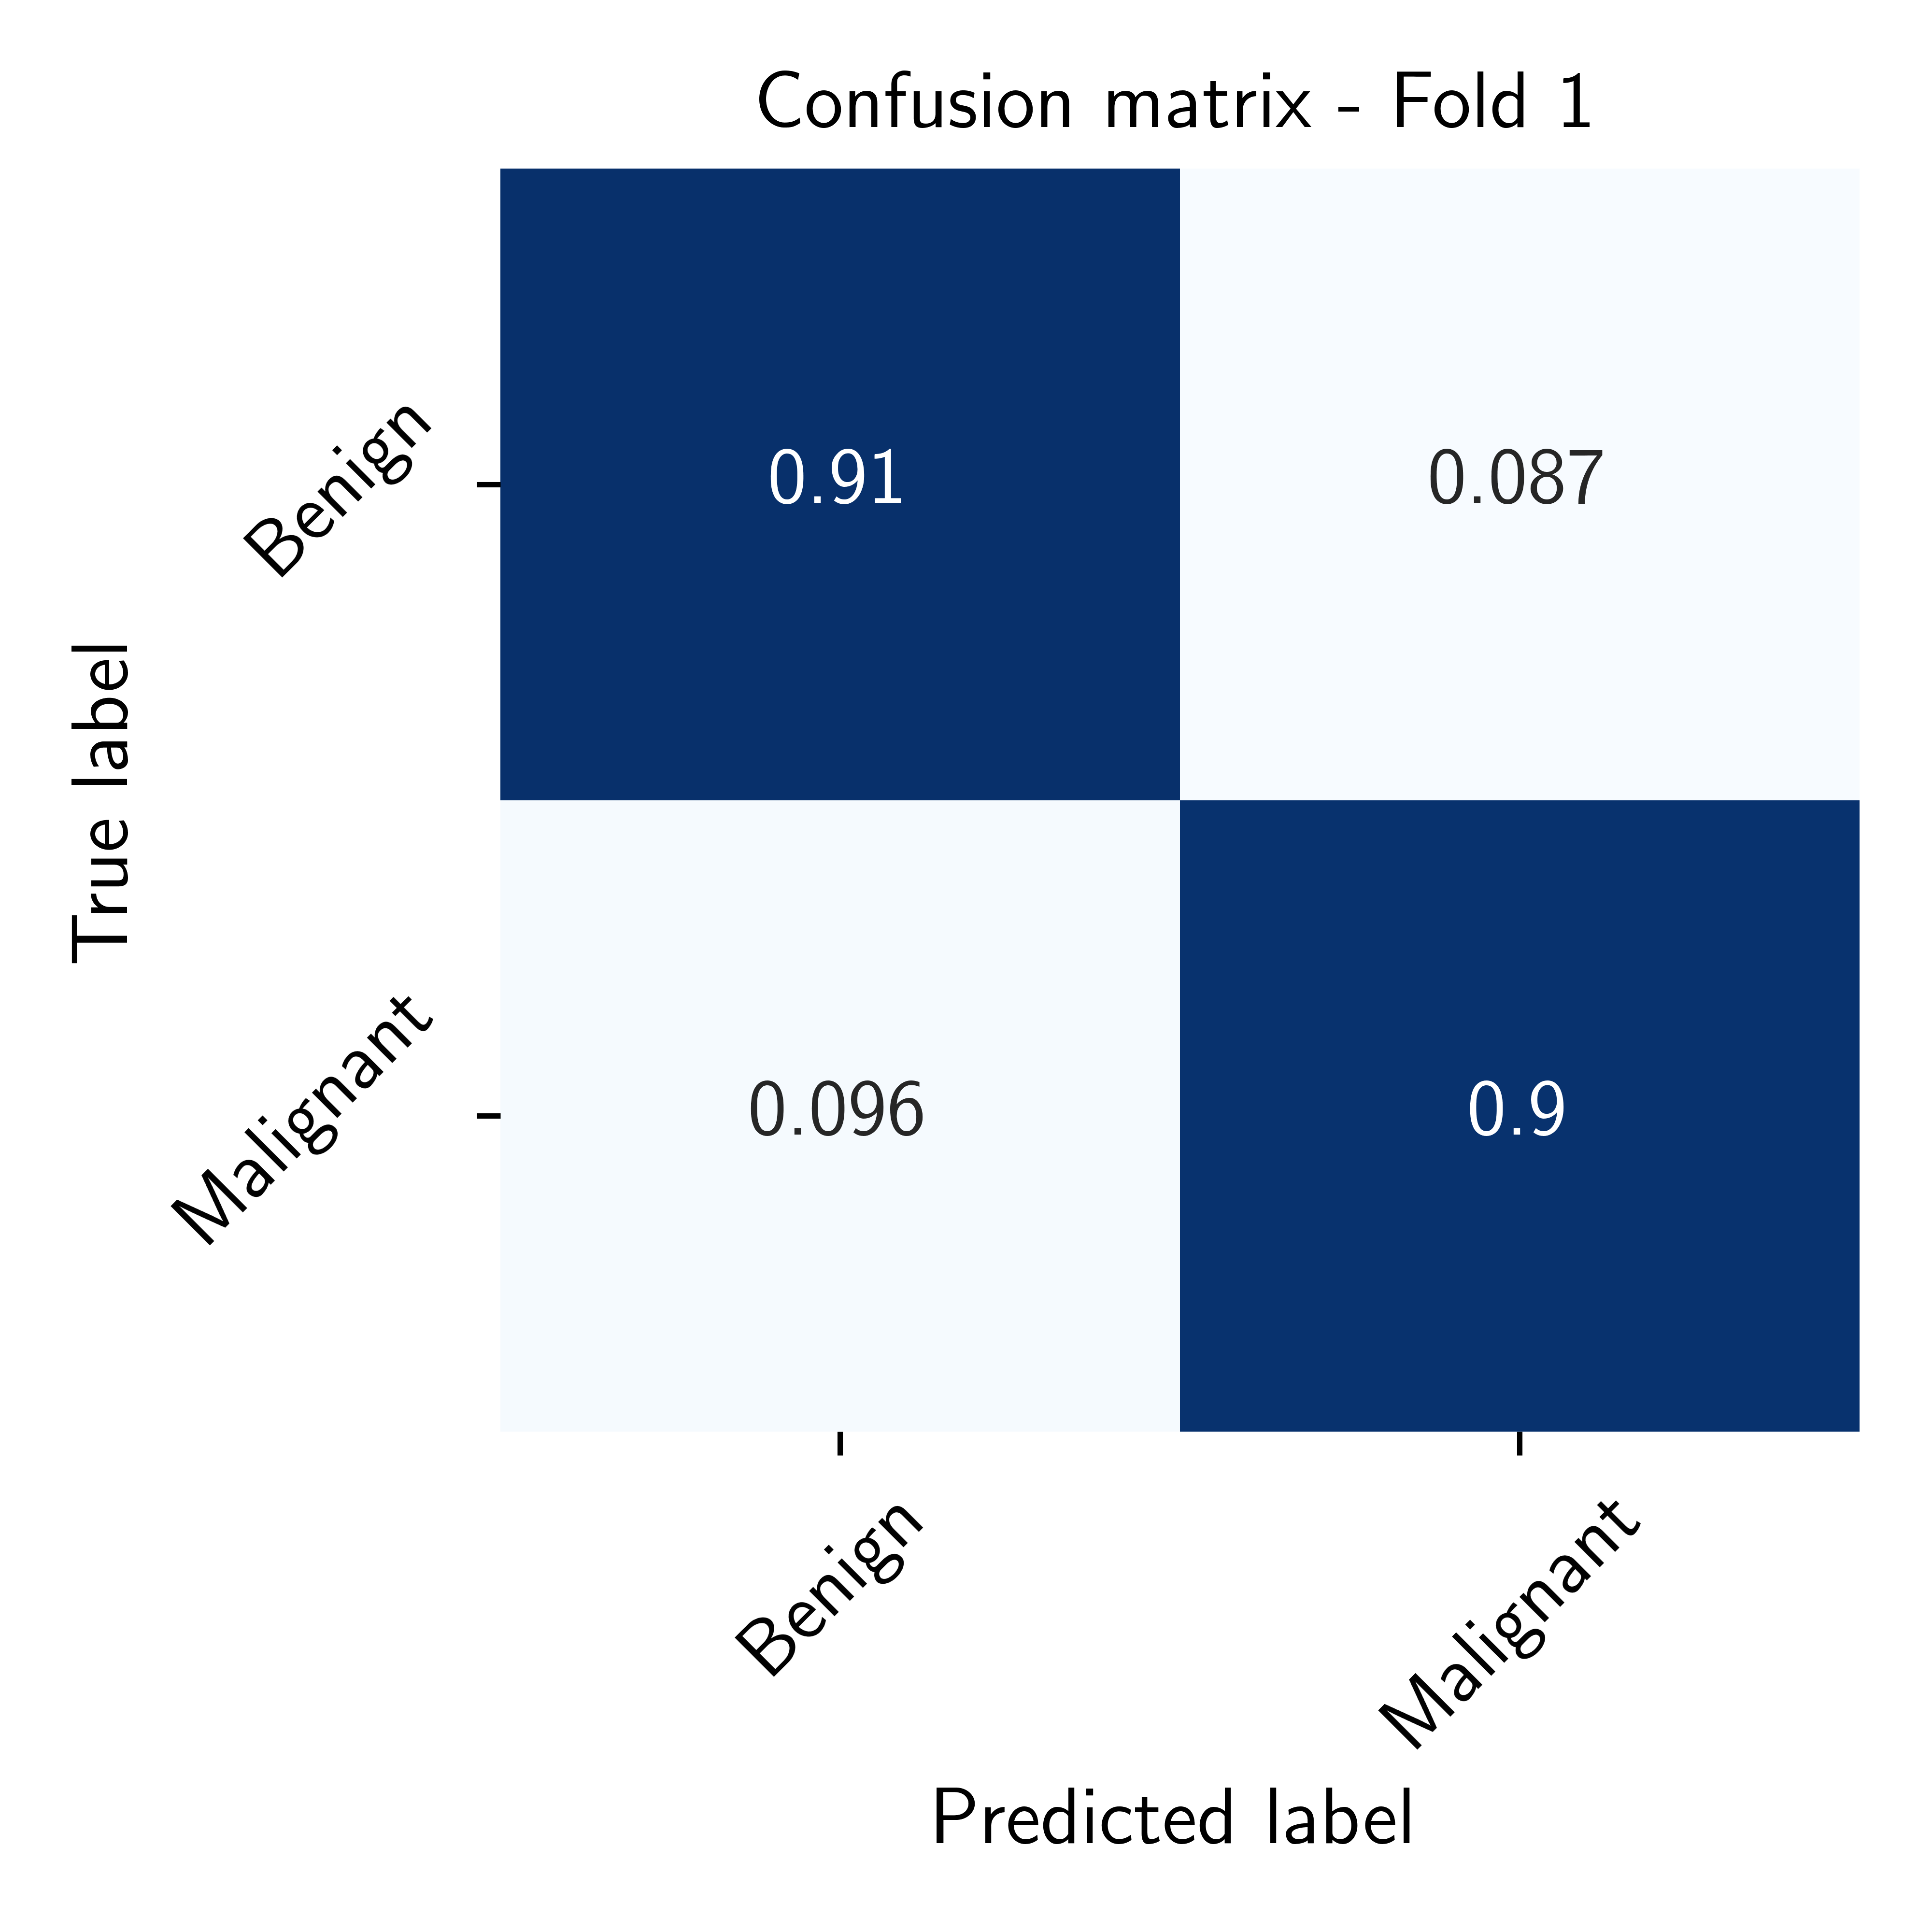 Confusion matrix - Fold 1
True label
Benign
0.91
0.087
Malignant
0.096
0.9
Benign
Malignant
Predicted label